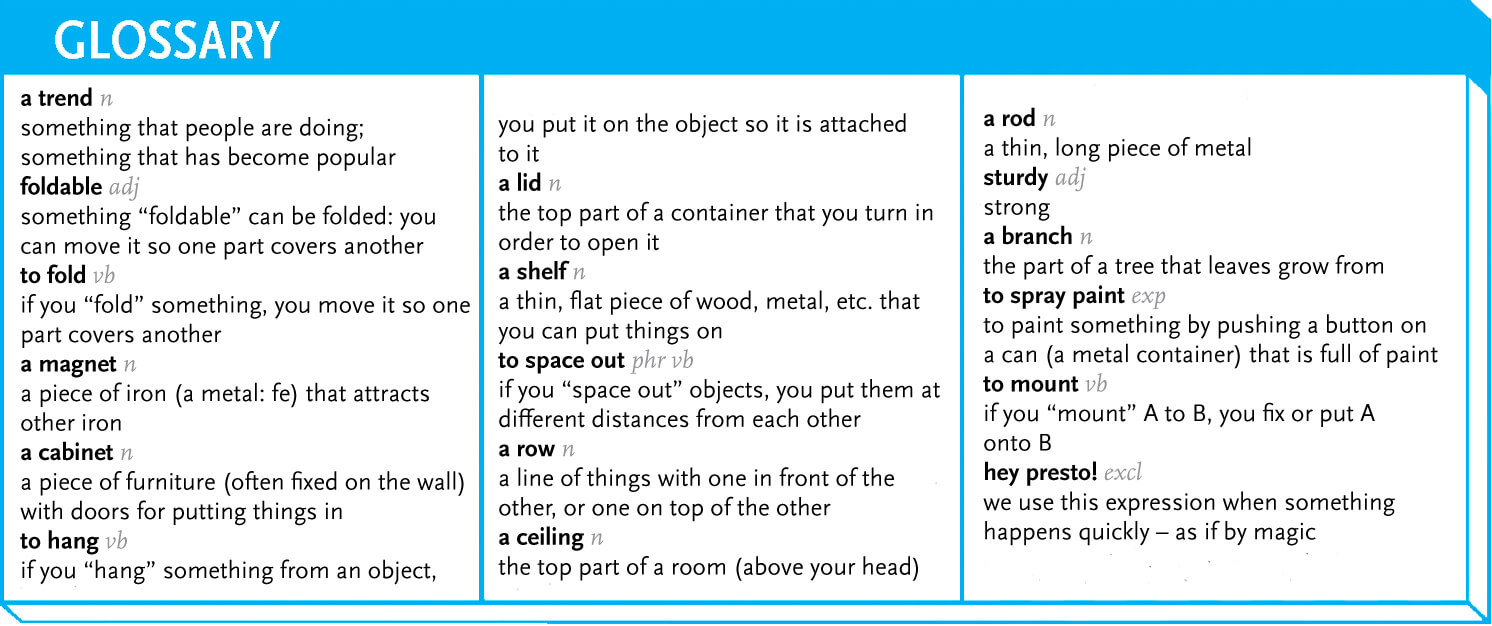 GLOSSARY
a trend n
something that people are doing;
something that has become popular
foldable adj
something “foldable” can be folded: you
can move it so one part covers another
to fold vb
if you “fold” something, you move it so one
part covers another
a magnet n
a piece of iron (a metal: fe) that attracts
other iron
a cabinet n
a piece of furniture (often fixed on the wall)
with doors for putting things in
to hang vb
if you “hang” something from an object,
you put it on the object so it is attached
to it
a lid n
the top part of a container that you turn in
order to open it
a shelf n
a thin, flat piece of wood, metal, etc. that
you can put things on
to space out phr vb
if you “space out” objects, you put them at
different distances from each other
a row n
a line of things with one in front of the
other, or one on top of the other
a ceiling n
the top part of a room (above your head)
a rod n
a thin, long piece of metal
sturdy adj
strong
a branch n
the part of a tree that leaves grow from
to spray paint exp
to paint something by pushing a button on
a can (a metal container) that is full of paint
to mount vb
if you “mount” A to B, you fix or put A
onto B
hey presto! excl
we use this expression when something
happens quickly – as if by magic